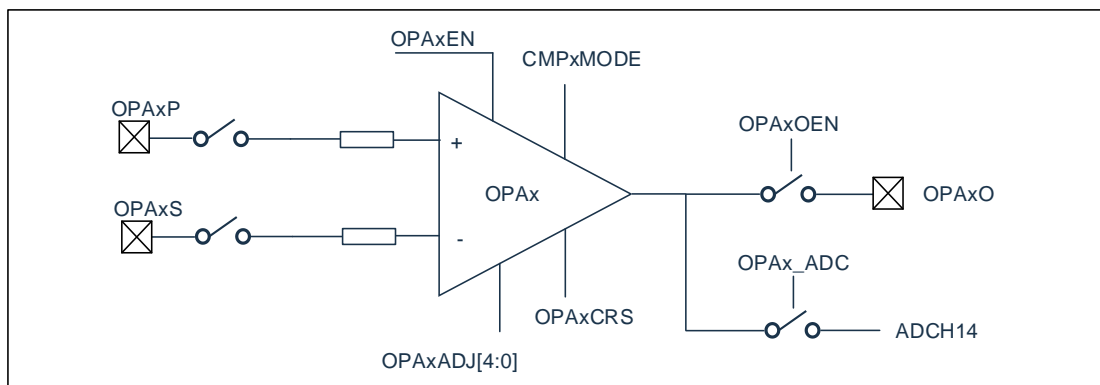 OPAxEN
CMPxMODE
OPAxP
OPAxOEN
+
OPAx
OPAxO
OPAxS
-
OPAx_ADC
OPAxCRS
ADCH14
OPAxADJ[4:0]